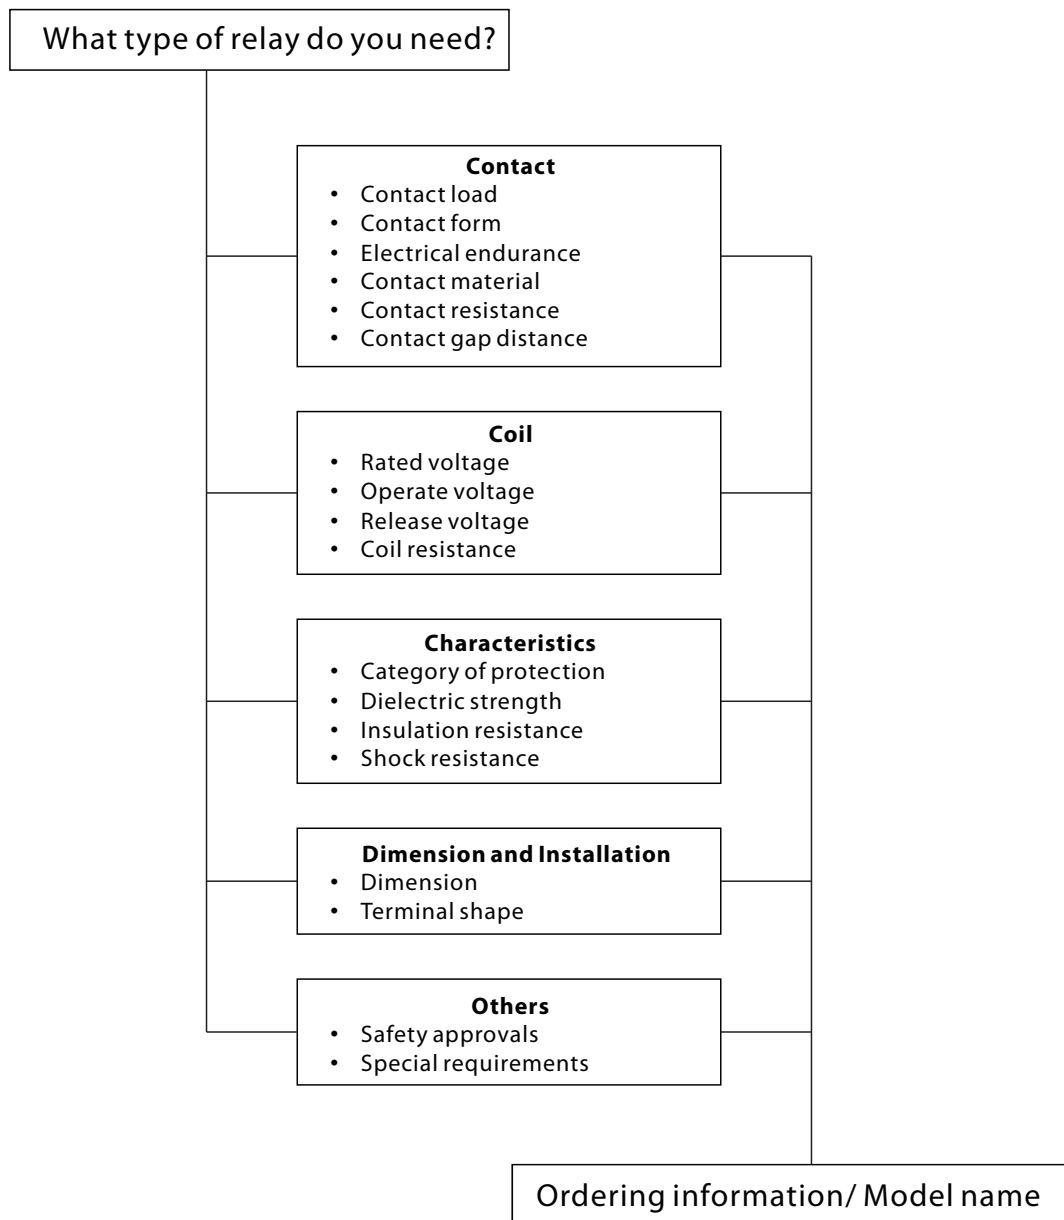 What type of relay do you need?
Contact
• Contact load
• Contact form
• Electrical endurance
• Contact material
• Contact resistance
• Contact gap distance
Coil
• Rated voltage
• Operate voltage
• Release voltage
• Coil resistance
Characteristics
• Category of protection
• Dielectric strength
• Insulation resistance
• Shock resistance
Dimension and Installation
• Dimension
• Terminal shape
Others
• Safety approvals
• Special requirements
Ordering information/ Model name